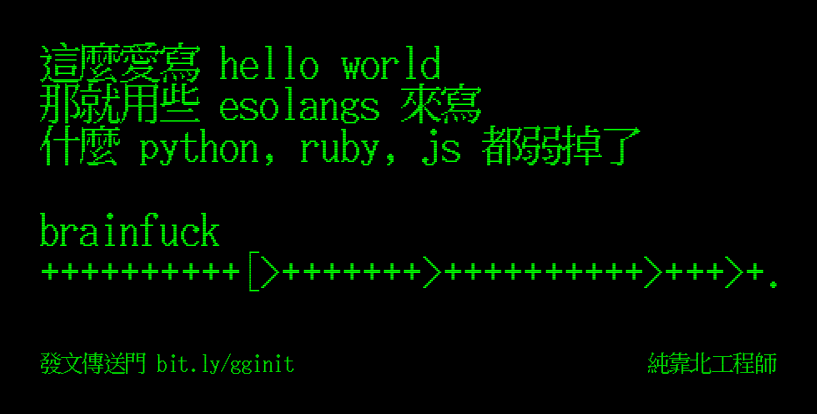 這麼愛寫 hello world
那就用些 esolangs 來寫
什麼 python, ruby, js 都弱掉了
brainfuck
++++++++++[>+++++++>++++++++++>+++>+.
發文傳送門 bit.ly/gginit
純靠北工程師